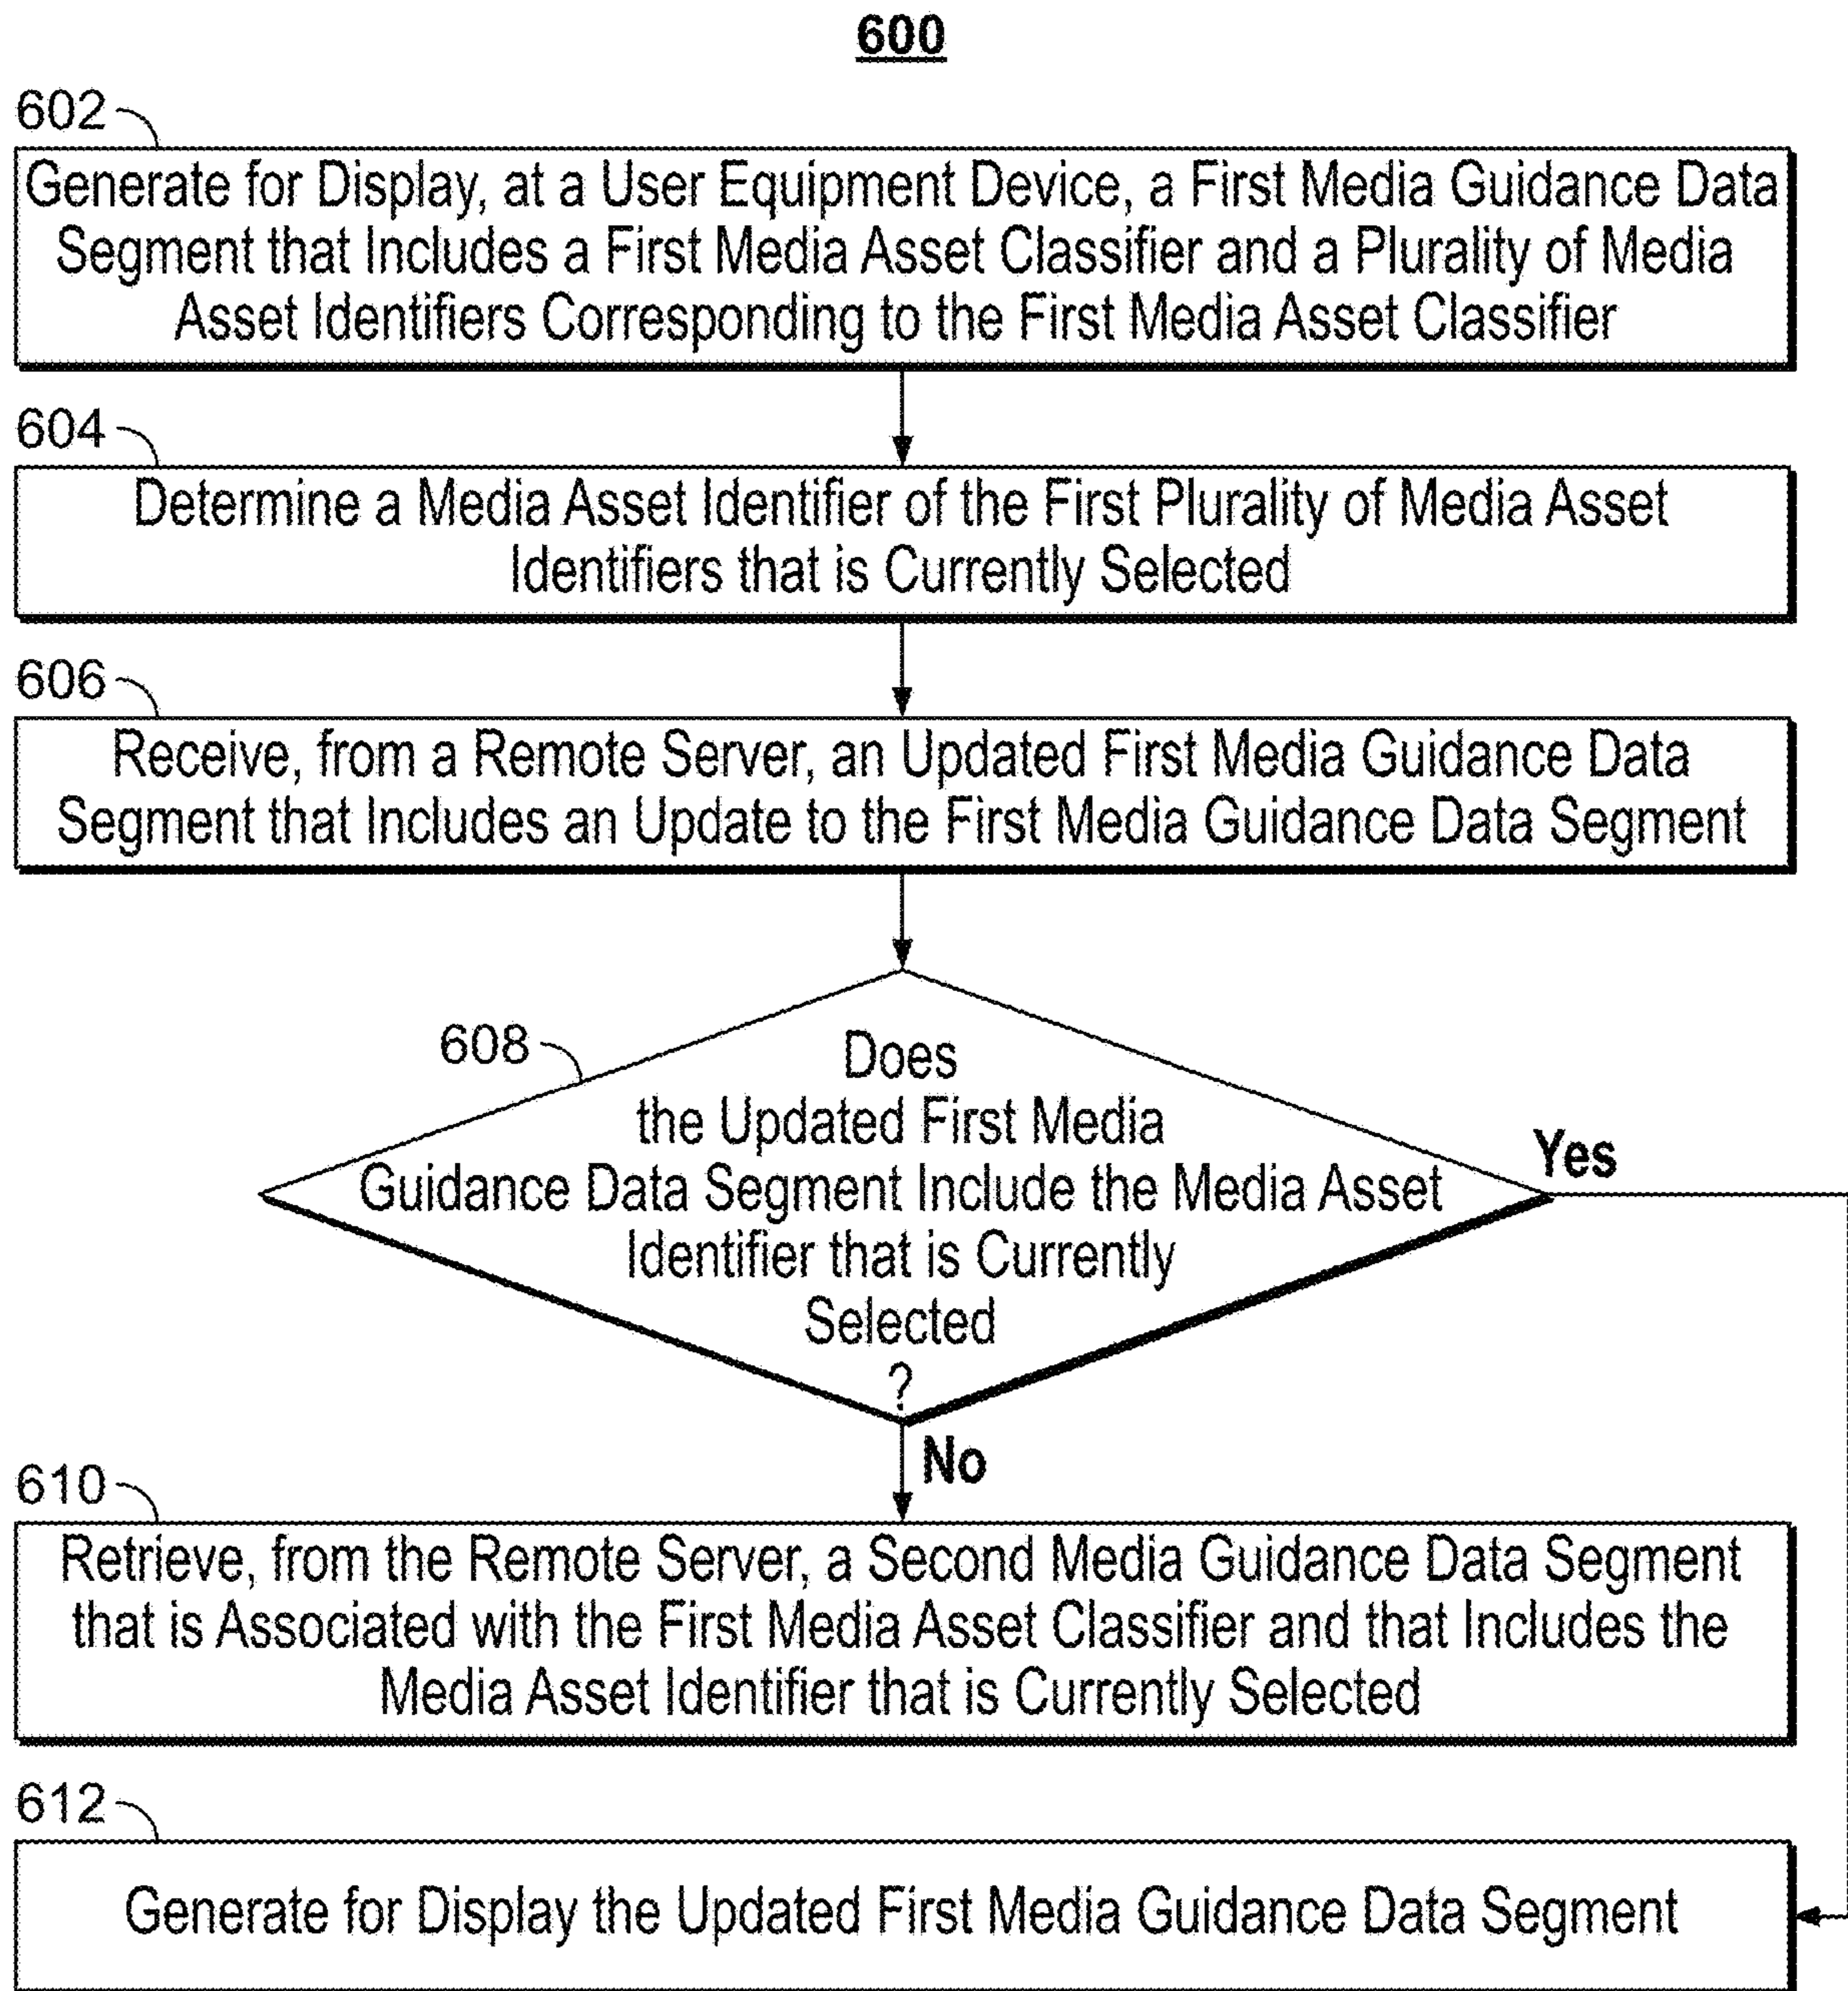 600
602
Generate for Display, at a User Equipment Device, a First Media Guidance Data
Segment that Includes a First Media Asset Classifier and a Plurality of Media
Asset Identifiers Corresponding to the First Media Asset Classifier
604
Determine a Media Asset Identifier of the First Plurality of Media Asset
Identifiers that is Currently Selected
606
Receive, from a Remote Server, an Updated First Media Guidance Data
Segment that Includes an Update to the First Media Guidance Data Segment
608
Does
the Updated First Media
Guidance Data Segment Include the Media Asset
Identifier that is Currently
Selected
?
Yes
No
610
Retrieve, from the Remote Server, a Second Media Guidance Data Segment
that is Associated with the First Media Asset Classifier and that Includes the
Media Asset Identifier that is Currently Selected
612
Generate for Display the Updated First Media Guidance Data Segment